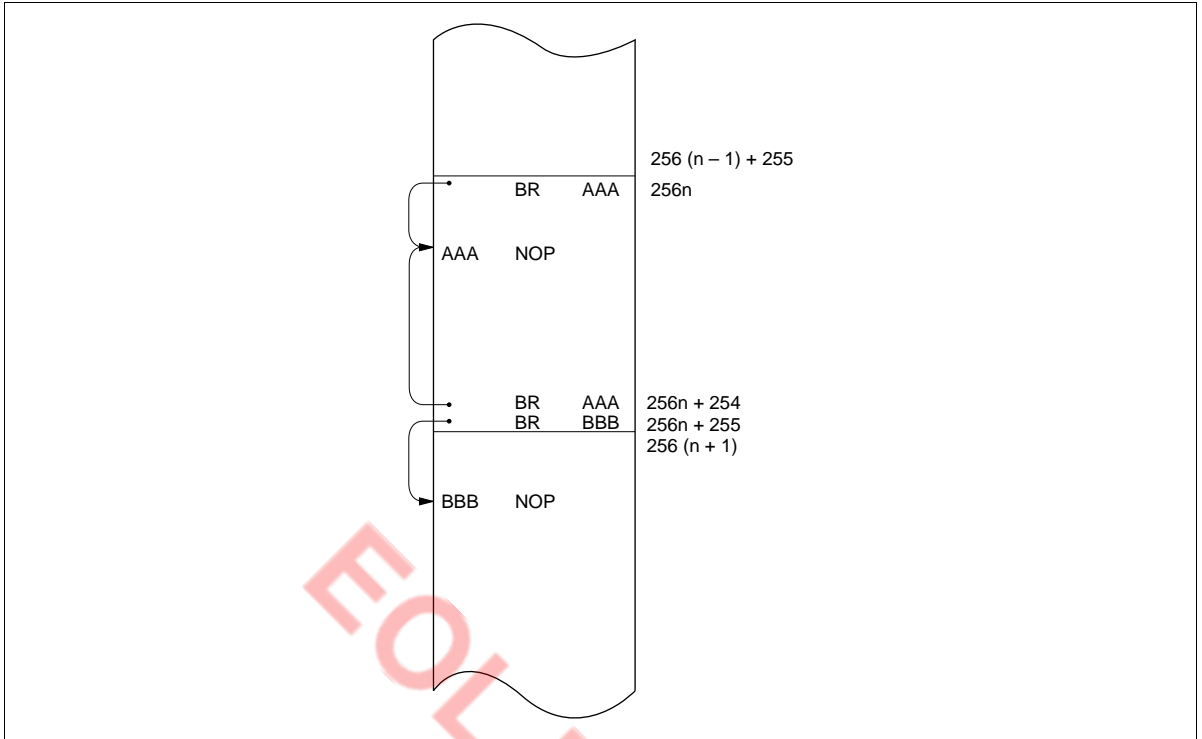 256 (n – 1) + 255
BR AAA 256n
AAA NOP
BR AAA 256n + 254
BR BBB 256n + 255
256 (n + 1)
BBB NOP
EOL